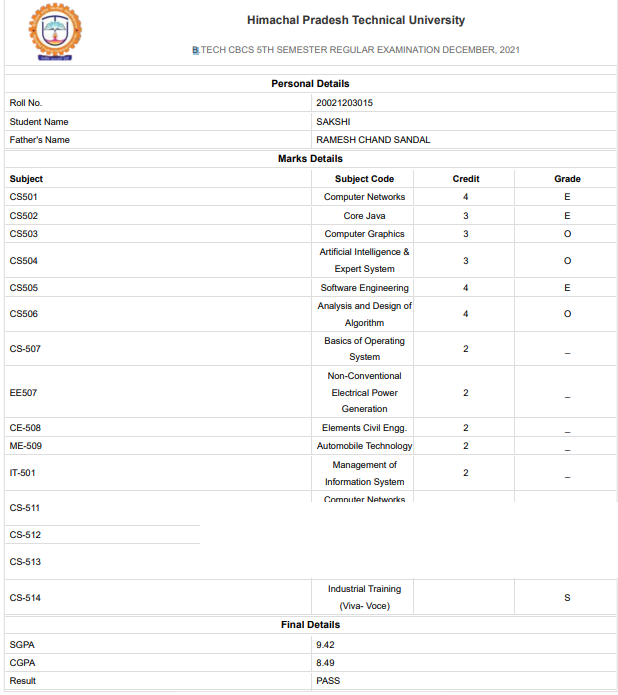 Himachal Pradesh Technical University
B.TECH CBCS 5TH SEMESTER REGULAR EXAMINATION DECEMBER, 2021
Personal Details
Roll No. 20021203015
Student Name SAKSHI
Father's Name RAMESH CHAND SANDAL
Marks Details
Subject Subject Code Credit Grade
CS501 Computer Networks 4 E
CS502 Core Java 3 E
CS503 Computer Graphics 3 O
Artificial Intelligence &
CS504 3 O
Expert System
CS505 Software Engineering 4 E
Analysis and Design of
CS506 4 O
Algorithm
Basics of Operating
CS-507 2 _
System
Non-Conventional
EE507 Electrical Power 2 _
Generation
CE-508 Elements Civil Engg. 2 _
ME-509 Automobile Technology 2 _
Management of
IT-501 2 _
Information System
Computer Networks
CS-511
CS-512
CS-513
Industrial Training
CS-514 S
(Viva- Voce)
Final Details
SGPA 9.42
CGPA 8.49
Result PASS